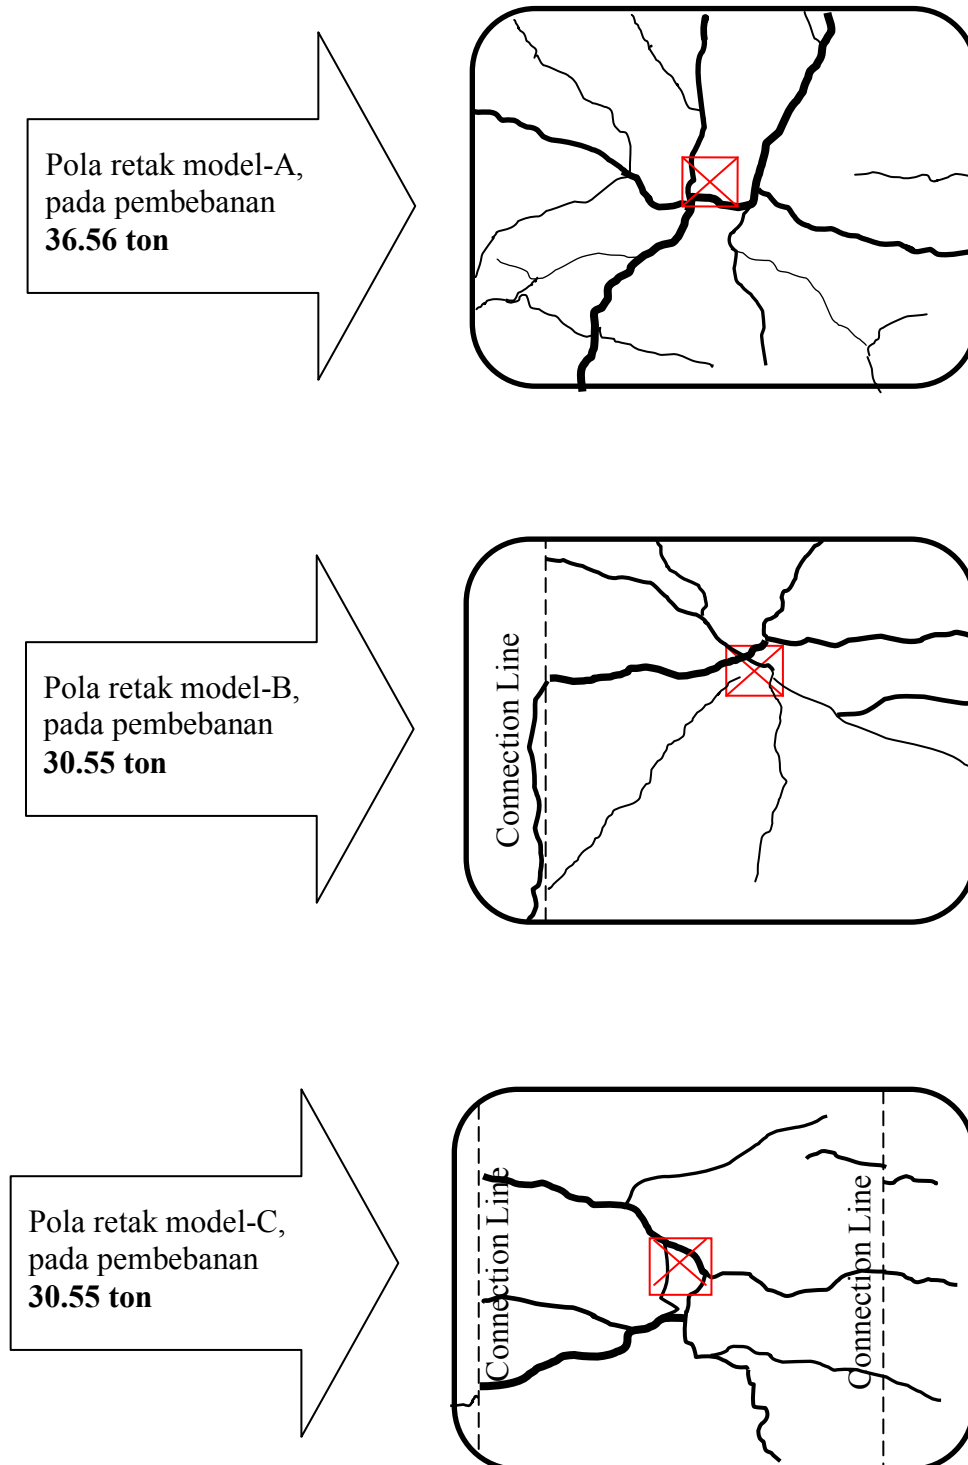 Pola retak model-A,
pada pembebanan
36.56 ton
Connection Line
Pola retak model-B,
pada pembebanan
30.55 ton
Connection Line
Connection Line
Pola retak model-C,
pada pembebanan
30.55 ton